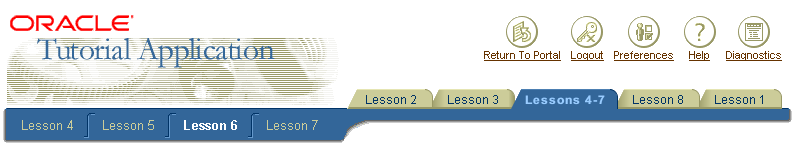 ORACLE
Tutorial Application
Return To Portal Logout Preferences Help Diagnostics
Lesson 2 Lesson 3 Lessons 4-7 Lesson 8 Lesson 1
Lesson 4 Lesson 5 Lesson 6 Lesson 7